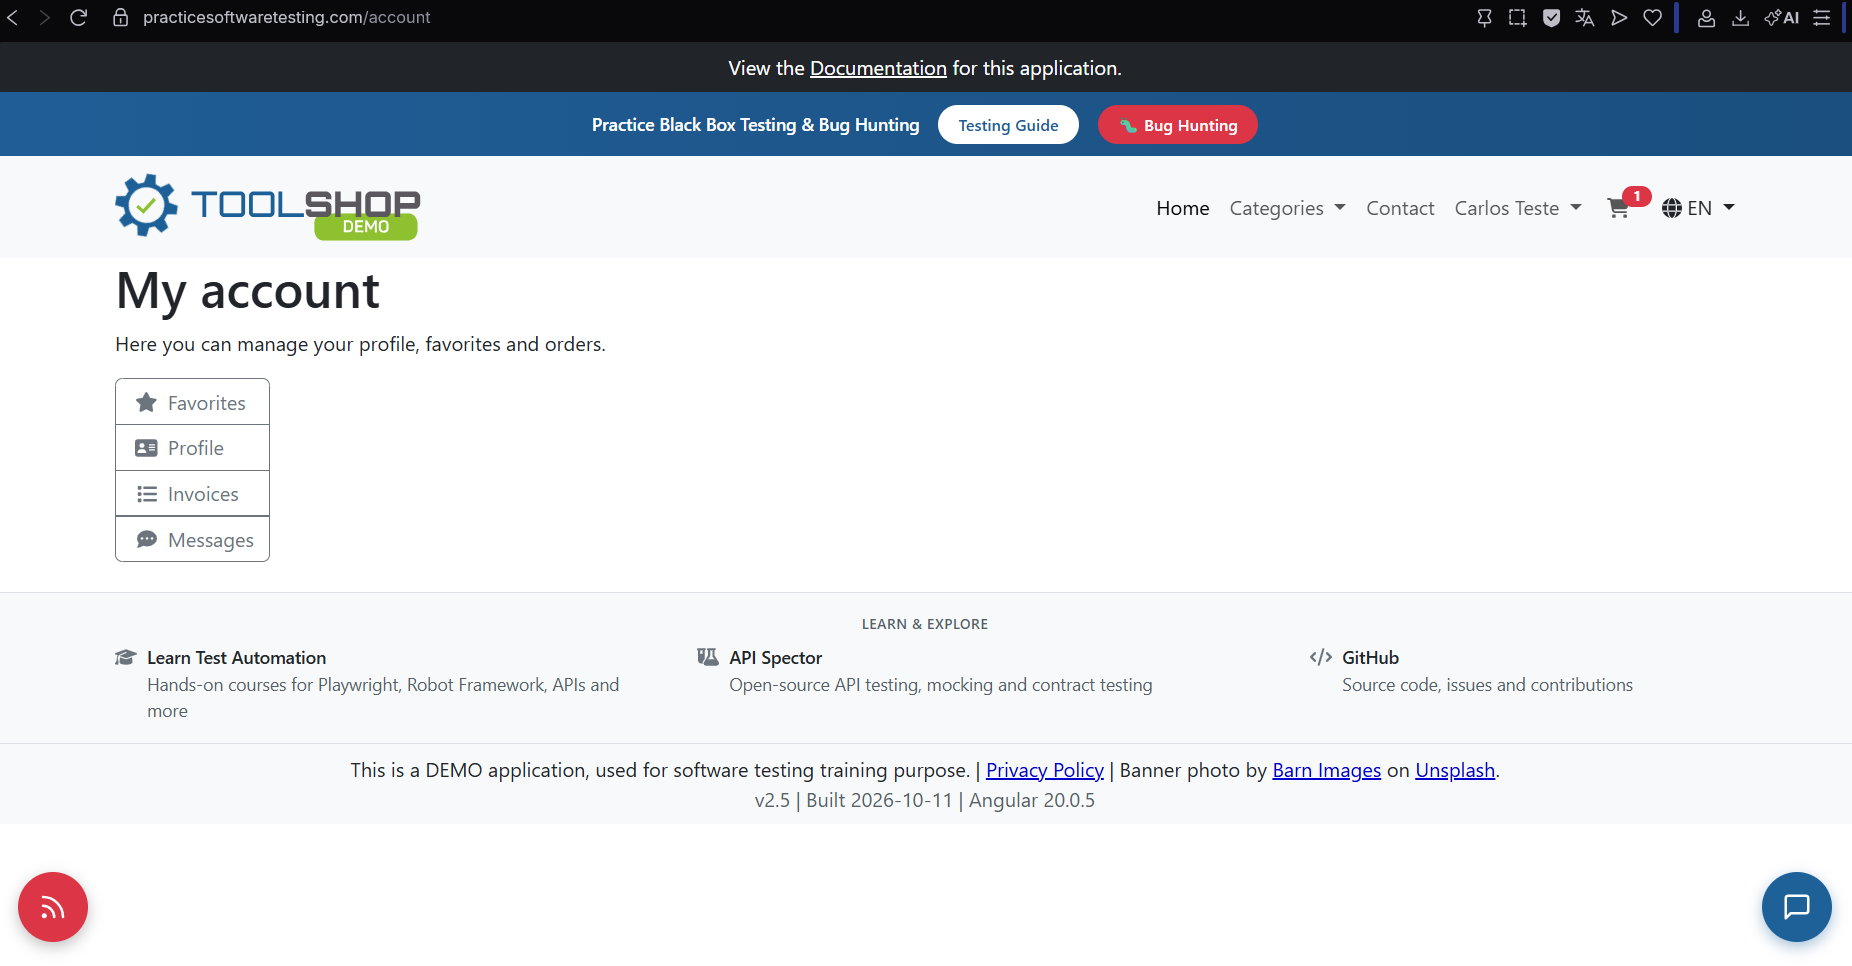 practicesoftwaretesting.com/account
AI
View the Documentation for this application.
Practice Black Box Testing & Bug Hunting
Testing Guide
Bug Hunting
TOOLSHOP
DEMO
Home
Categories
Contact
Carlos Teste
1
EN
My account
Here you can manage your profile, favorites and orders.
Favorites
Profile
Invoices
Messages
LEARN & EXPLORE
Learn Test Automation
Hands-on courses for Playwright, Robot Framework, APIs and
more
API Spector
Open-source API testing, mocking and contract testing
GitHub
Source code, issues and contributions
This is a DEMO application, used for software testing training purpose. | Privacy Policy | Banner photo by Barn Images on Unsplash.
v2.5 | Built 2026-10-11 | Angular 20.0.5